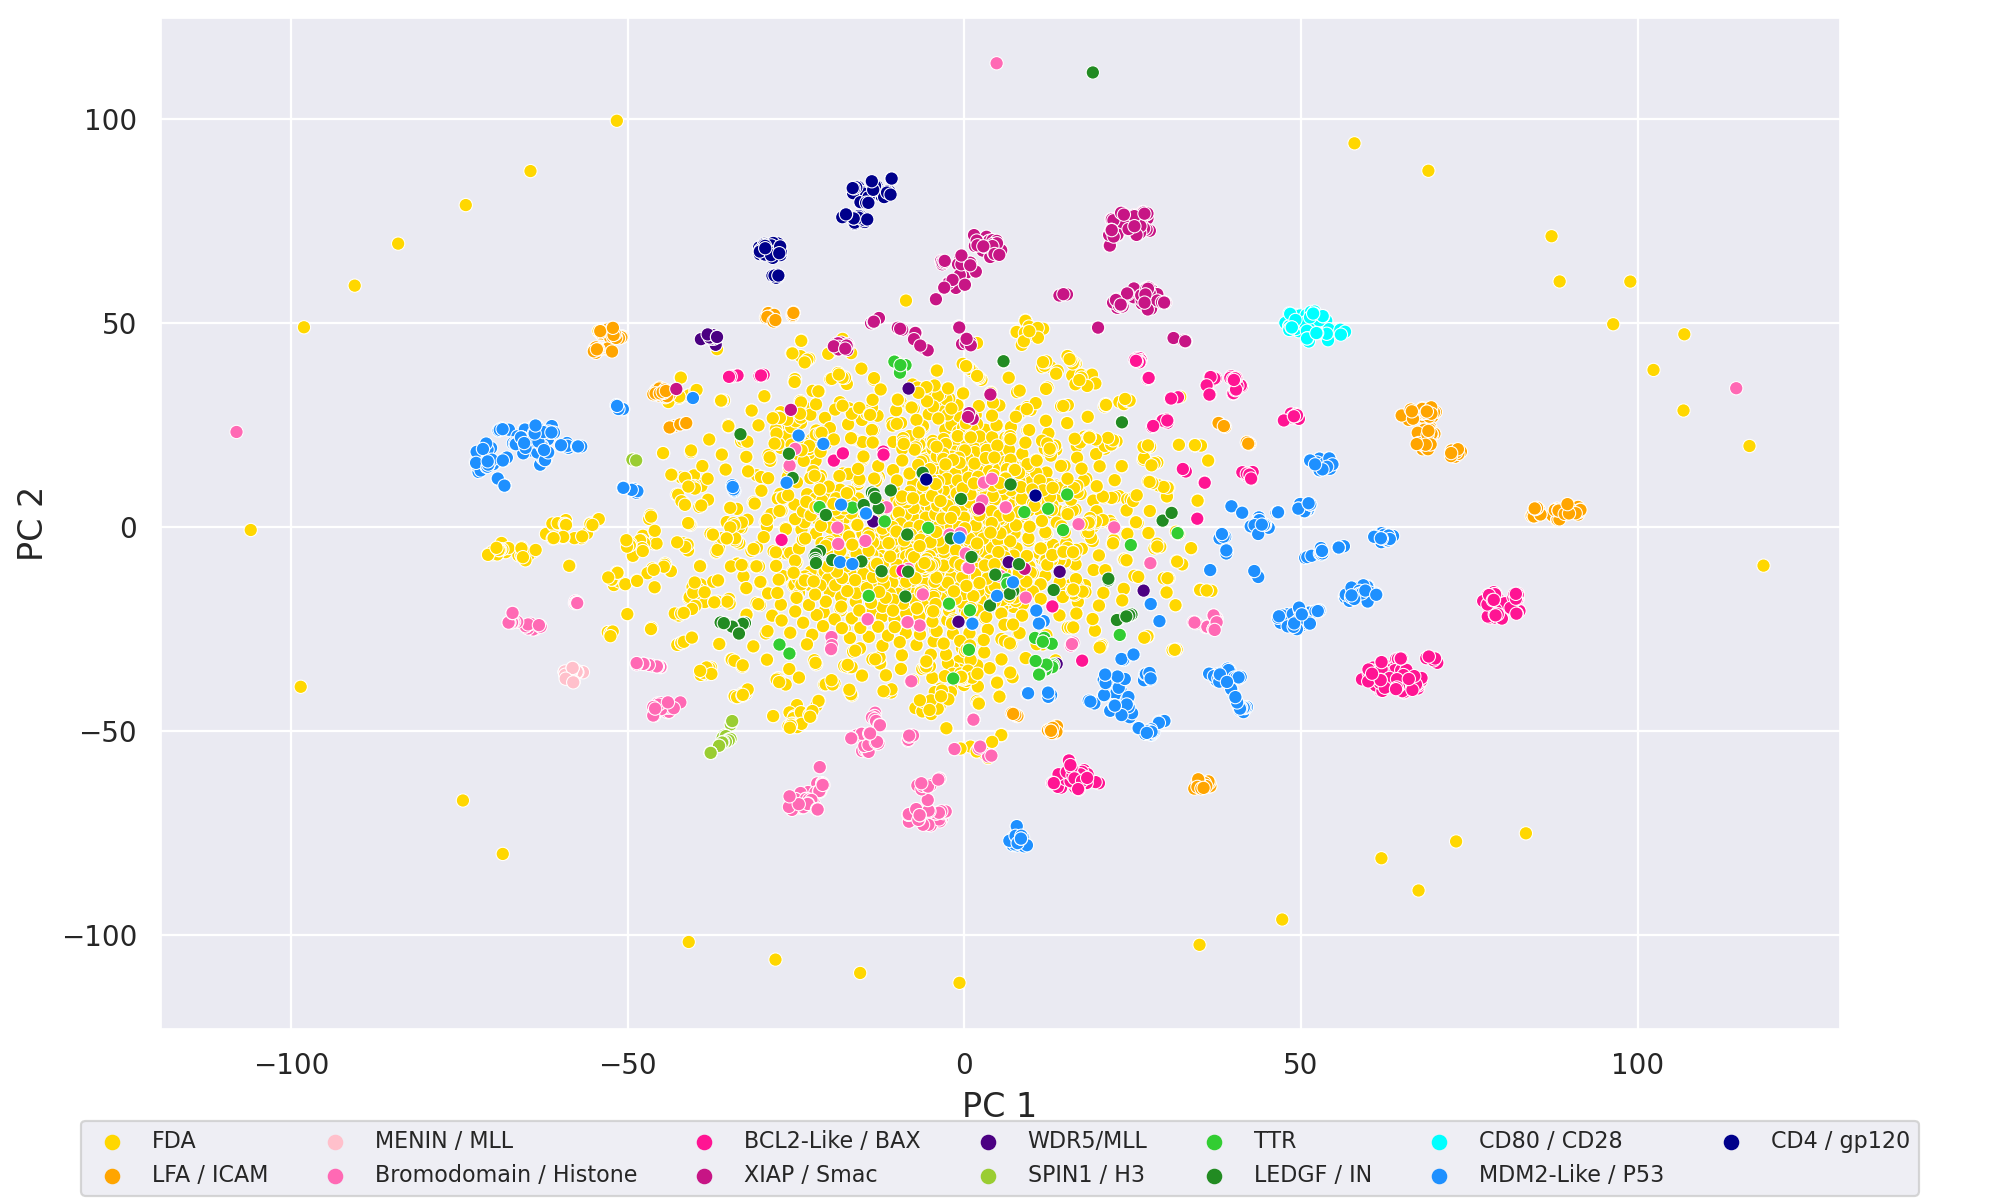 100
50
0
−50
−100
PC 2
−100 −50 0 50 100
PC 1
FDA MENIN / MLL BCL2-Like / BAX WDR5/MLL TTR CD80 / CD28 CD4 / gp120
LFA / ICAM Bromodomain / Histone XIAP / Smac SPIN1 / H3 LEDGF / IN MDM2-Like / P53